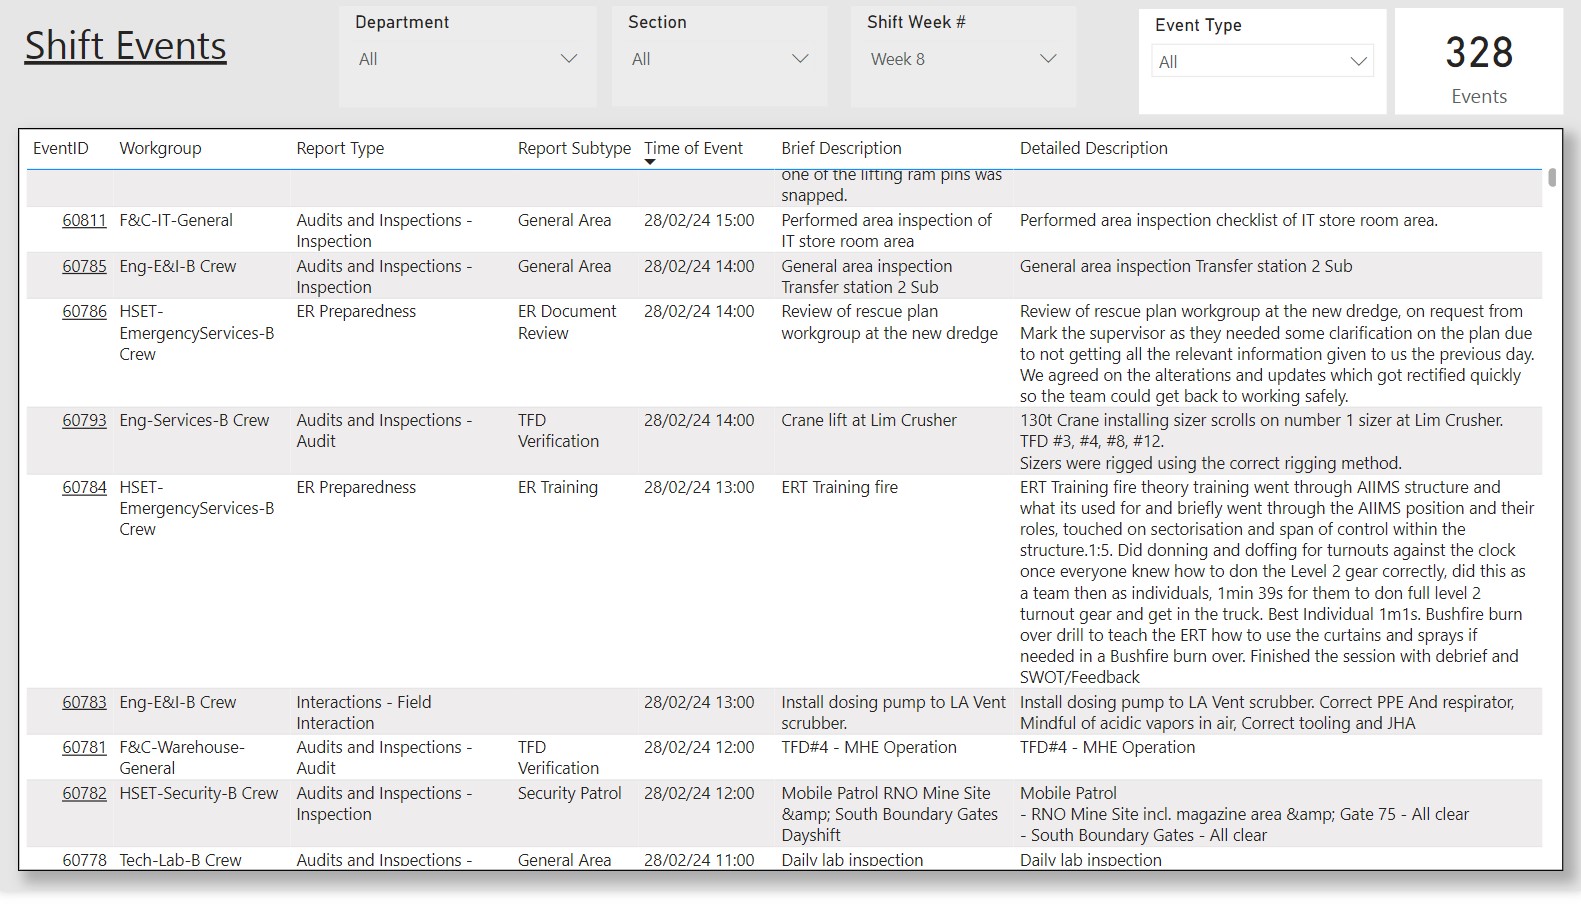 Shift Events
Department
All
Section
All
Shift Week #
Week 8
Event Type
All
328
Events
EventID Workgroup Report Type Report Subtype Time of Event Brief Description Detailed Description
one of the lifting ram pins was
snapped.
60811 F&C-IT-General Audits and Inspections - General Area 28/02/24 15:00 Performed area inspection of Performed area inspection checklist of IT store room area.
Inspection IT store room area
60785 Eng-E&I-B Crew Audits and Inspections - General Area 28/02/24 14:00 General area inspection General area inspection Transfer station 2 Sub
Inspection Transfer station 2 Sub
60786 HSET- ER Preparedness ER Document 28/02/24 14:00 Review of rescue plan Review of rescue plan workgroup at the new dredge, on request from
EmergencyServices-B Review workgroup at the new dredge Mark the supervisor as they needed some clarification on the plan due
Crew to not getting all the relevant information given to us the previous day.
We agreed on the alterations and updates which got rectified quickly
so the team could get back to working safely.
60793 Eng-Services-B Crew Audits and Inspections - TFD 28/02/24 14:00 Crane lift at Lim Crusher 130t Crane installing sizer scrolls on number 1 sizer at Lim Crusher.
Audit Verification TFD #3, #4, #8, #12.
Sizers were rigged using the correct rigging method.
60784 HSET- ER Preparedness ER Training 28/02/24 13:00 ERT Training fire ERT Training fire theory training went through AIIMS structure and
EmergencyServices-B what its used for and briefly went through the AIIMS position and their
Crew roles, touched on sectorisation and span of control within the
structure.1:5. Did donning and doffing for turnouts against the clock
once everyone knew how to don the Level 2 gear correctly, did this as
a team then as individuals, 1min 39s for them to don full level 2
turnout gear and get in the truck. Best Individual 1m1s. Bushfire burn
over drill to teach the ERT how to use the curtains and sprays if
needed in a Bushfire burn over. Finished the session with debrief and
SWOT/Feedback
60783 Eng-E&I-B Crew Interactions - Field 28/02/24 13:00 Install dosing pump to LA Vent Install dosing pump to LA Vent scrubber. Correct PPE And respirator,
Interaction scrubber. Mindful of acidic vapors in air, Correct tooling and JHA
60781 F&C-Warehouse- Audits and Inspections - TFD 28/02/24 12:00 TFD#4 - MHE Operation TFD#4 - MHE Operation
General Audit Verification
60782 HSET-Security-B Crew Audits and Inspections - Security Patrol 28/02/24 12:00 Mobile Patrol RNO Mine Site Mobile Patrol
Inspection &amp; South Boundary Gates - RNO Mine Site incl. magazine area &amp; Gate 75 - All clear
Dayshift - South Boundary Gates - All clear
60778 Tech-Lab-B Crew Audits and Inspections - General Area 28/02/24 11:00 Daily lab inspection Daily lab inspection